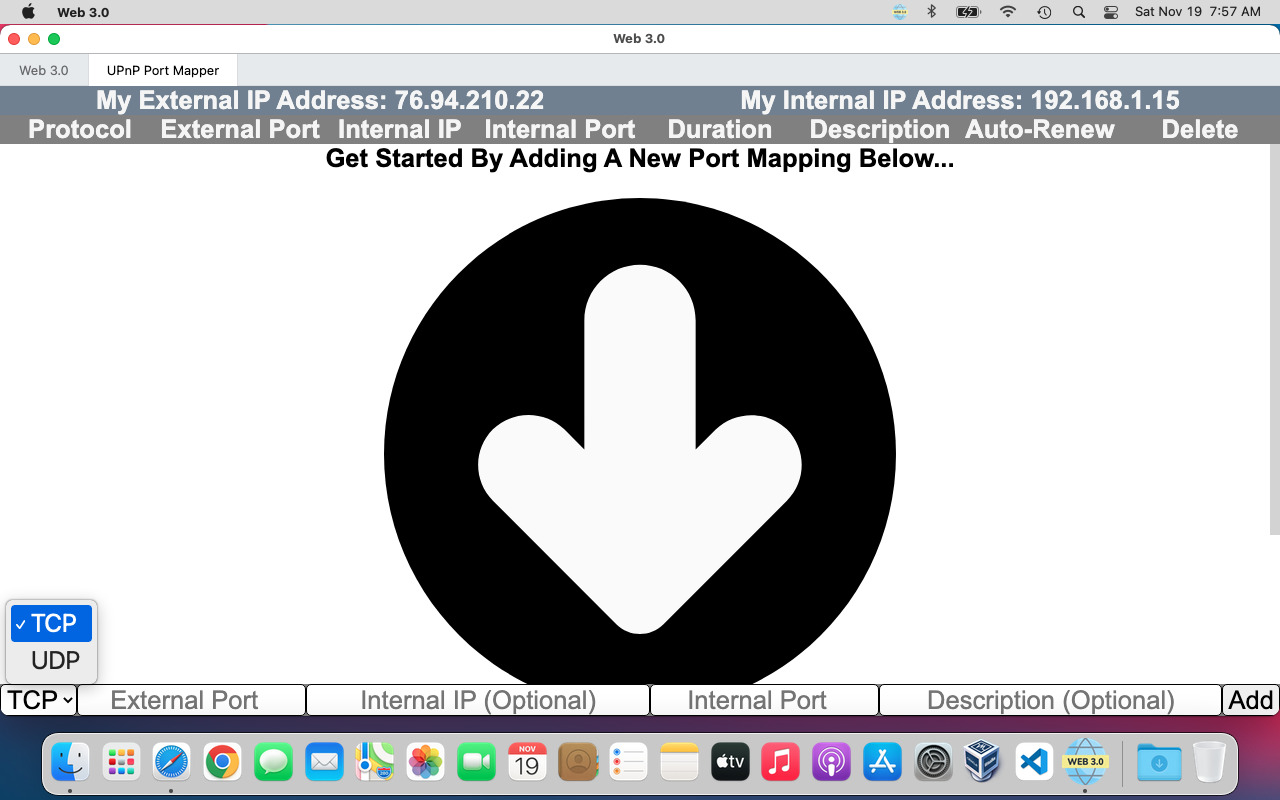 Web 3.0 WEB 3.0 Sat Nov 19 7:57 AM
Web 3.0
Web 3.0 UPnP Port Mapper
My External IP Address: 76.94.210.22 My Internal IP Address: 192.168.1.15
Protocol External Port Internal IP Internal Port Duration Description Auto-Renew Delete
Get Started By Adding A New Port Mapping Below...
TCP
UDP
TCP External Port Internal IP (Optional) Internal Port Description (Optional) Add
NOV
19
tv
WEB 3.0